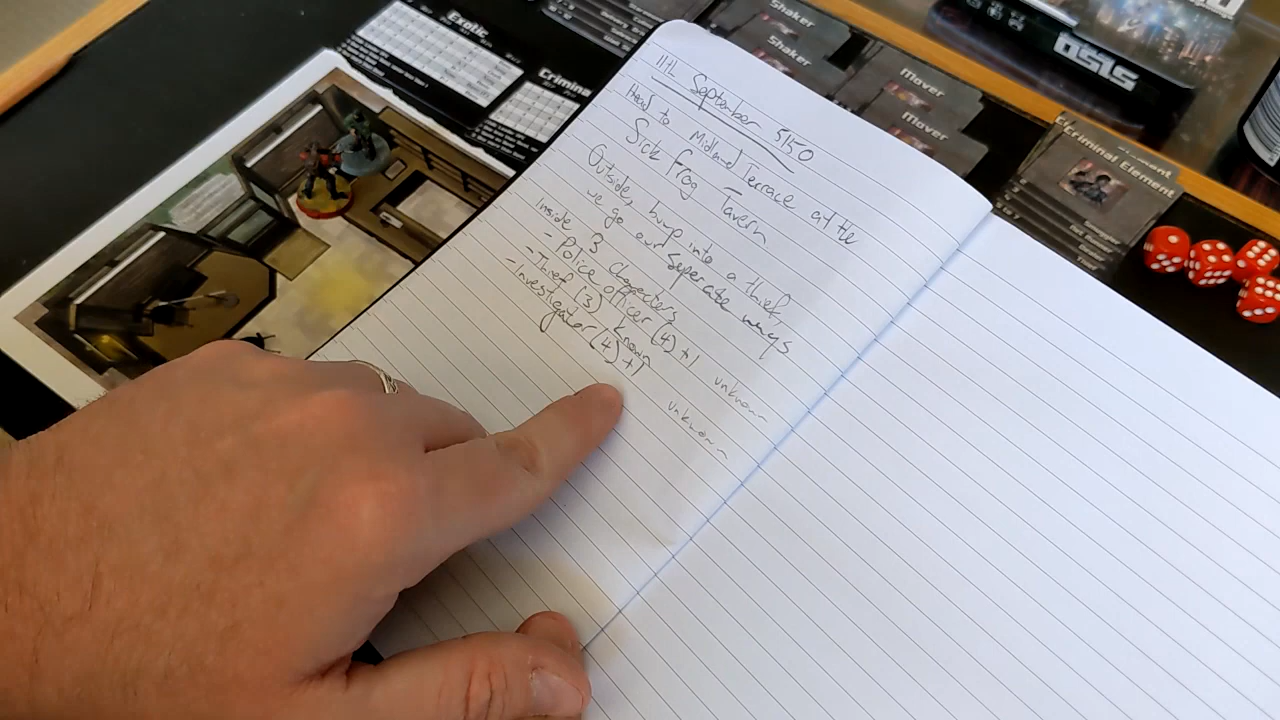 11th September 5150
Head to Midland Terrace and the
Sick Frog Tavern
Outside, bump into a thief
we go our seperate ways
Inside 3 characters
- Police officer (4) +1 unknown
- Thief (3) known
- Investigator (4) +1 unknown
Exotic
Crimina
Shaker
Shaker
Mover
Mover
Criminal Element